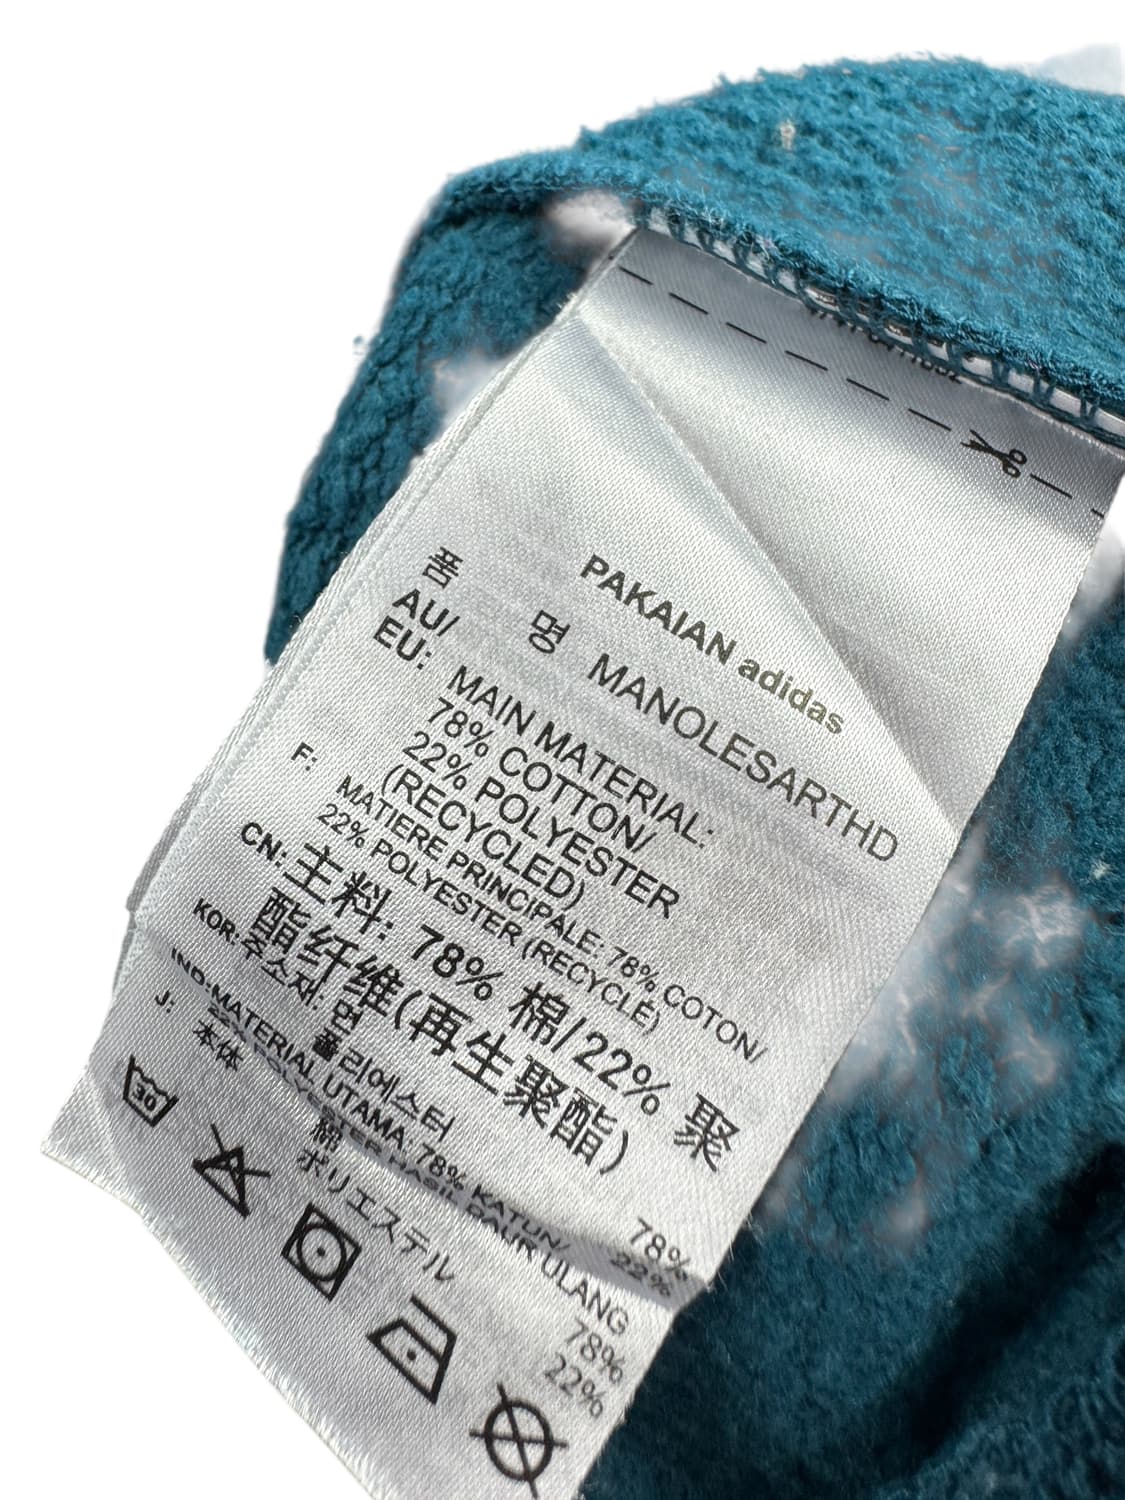 PAKAIAN adidas
품 명 MANOLESARTHD
AU/
EU: MAIN MATERIAL:
78% COTTON/
22% POLYESTER
(RECYCLED)
F: MATIERE PRINCIPALE: 78% COTON/
22% POLYESTER (RECYCLÉ)
CN: 主料: 78% 棉/22% 聚
酯纤维(再生聚酯)
KOR: 주소재: 면 78%
폴리에스터 22%
IND:MATERIAL UTAMA: 78% KATUN/
22% POLYESTER HASIL DAUR ULANG
J: 本体 綿 78%
ポリエステル 22%
30